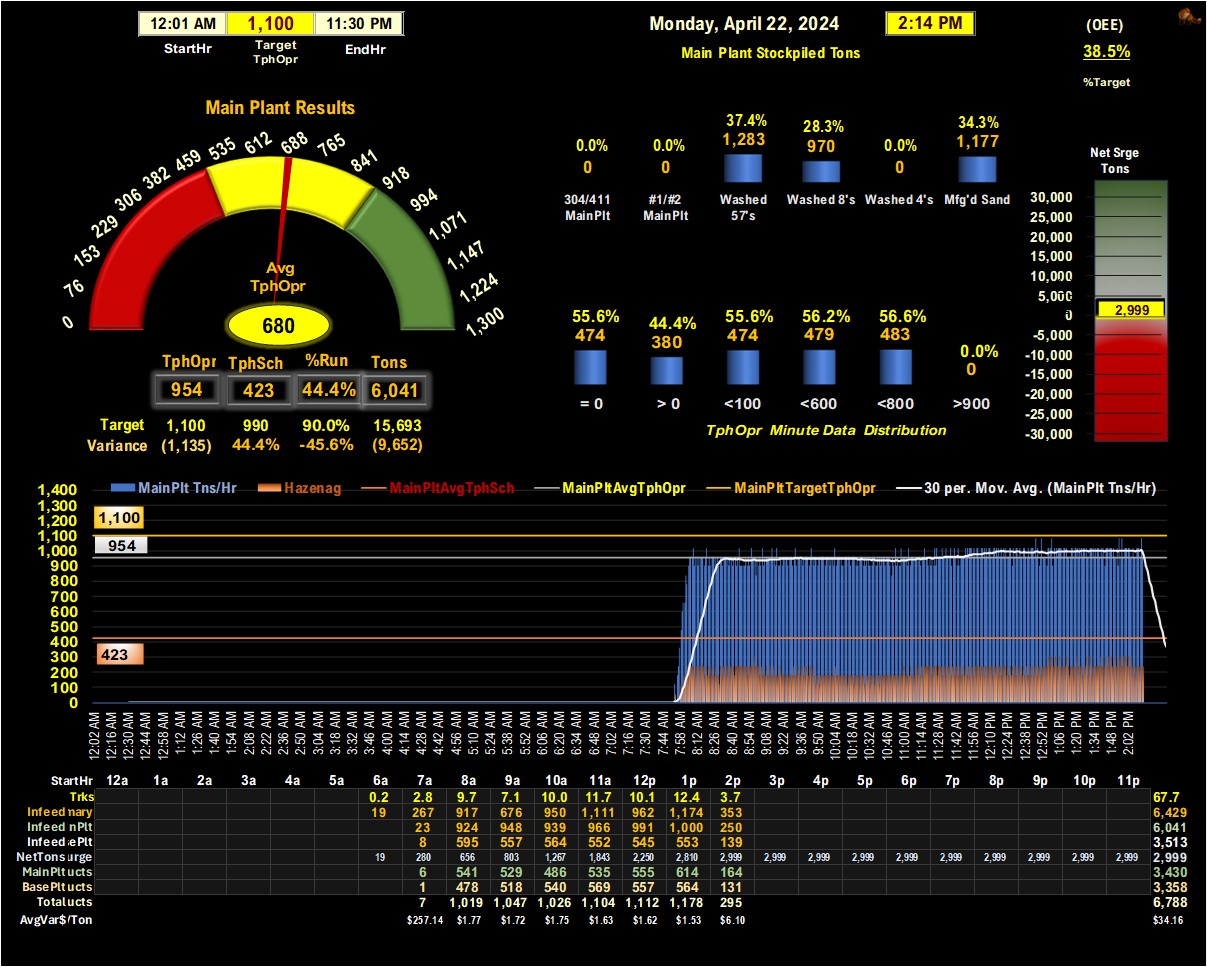 12:01 AM 1,100 11:30 PM
StartHr Target TphOpr EndHr
Monday, April 22, 2024 2:14 PM
Main Plant Stockpiled Tons
(OEE)
38.5%
%Target
Main Plant Results
0 76 153 229 306 382 459 535 612 688 765 841 918 994 1,071 1,147 1,224 1,300
Avg
TphOpr
680
TphOpr TphSch %Run Tons
954 423 44.4% 6,041
Target 1,100 990 90.0% 15,693
Variance (1,135) 44.4% -45.6% (9,652)
0.0% 0.0% 37.4% 28.3% 0.0% 34.3%
0 0 1,283 970 0 1,177
304/411 MainPlt #1/#2 MainPlt Washed 57's Washed 8's Washed 4's Mfg'd Sand
55.6% 44.4% 55.6% 56.2% 56.6% 0.0%
474 380 474 479 483 0
= 0 > 0 <100 <600 <800 >900
TphOpr Minute Data Distribution
Net Srge
Tons
30,000
25,000
20,000
15,000
10,000
5,000
0
2,999
-5,000
-10,000
-15,000
-20,000
-25,000
-30,000
MainPlt Tns/Hr Hazenag MainPltAvgTphSch MainPltAvgTphOpr MainPltTargetTphOpr 30 per. Mov. Avg. (MainPlt Tns/Hr)
1,400
1,300
1,200
1,100
1,000
900
800
700
600
500
400
300
200
100
0
1,100
954
423
12:02 AM 12:16 AM 12:30 AM 12:44 AM 12:58 AM 1:12 AM 1:26 AM 1:40 AM 1:54 AM 2:08 AM 2:22 AM 2:36 AM 2:50 AM 3:04 AM 3:18 AM 3:32 AM 3:46 AM 4:00 AM 4:14 AM 4:28 AM 4:42 AM 4:56 AM 5:10 AM 5:24 AM 5:38 AM 5:52 AM 6:06 AM 6:20 AM 6:34 AM 6:48 AM 7:02 AM 7:16 AM 7:30 AM 7:44 AM 7:58 AM 8:12 AM 8:26 AM 8:40 AM 8:54 AM 9:08 AM 9:22 AM 9:36 AM 9:50 AM 10:04 AM 10:18 AM 10:32 AM 10:46 AM 11:00 AM 11:14 AM 11:28 AM 11:42 AM 11:56 AM 12:10 PM 12:24 PM 12:38 PM 12:52 PM 1:06 PM 1:20 PM 1:34 PM 1:48 PM 2:02 PM
StartHr 12a 1a 2a 3a 4a 5a 6a 7a 8a 9a 10a 11a 12p 1p 2p 3p 4p 5p 6p 7p 8p 9p 10p 11p
Trks 0.2 2.8 9.7 7.1 10.0 11.7 10.1 12.4 3.7 67.7
Infeed nary 19 267 917 676 950 1,111 962 1,174 353 6,429
Infeed nPlt 23 924 948 939 966 991 1,000 250 6,041
Infeed ePlt 8 595 557 564 552 545 553 139 3,513
NetTons urge 19 280 656 803 1,267 1,843 2,250 2,810 2,999 2,999 2,999 2,999 2,999 2,999 2,999 2,999 2,999 2,999 2,999
MainPlt ucts 6 541 529 486 535 555 614 164 3,430
BasePlt ucts 1 478 518 540 569 557 564 131 3,358
Total ucts 7 1,019 1,047 1,026 1,104 1,112 1,178 295 6,788
AvgVar$/Ton $257.14 $1.77 $1.72 $1.75 $1.63 $1.62 $1.53 $6.10 $34.16